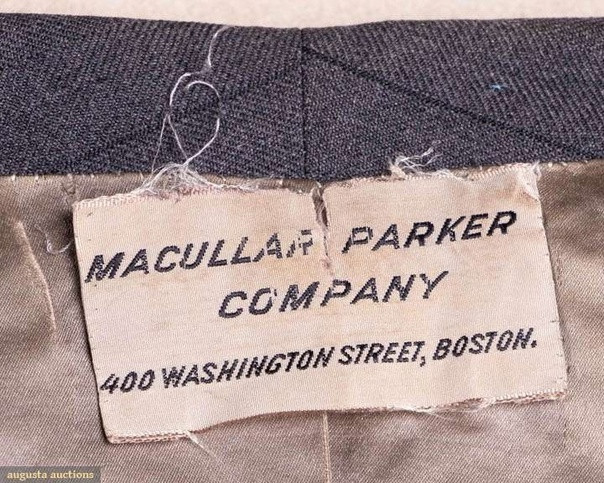 MACULLAR PARKER
COMPANY
400 WASHINGTON STREET, BOSTON.
augusta auctions